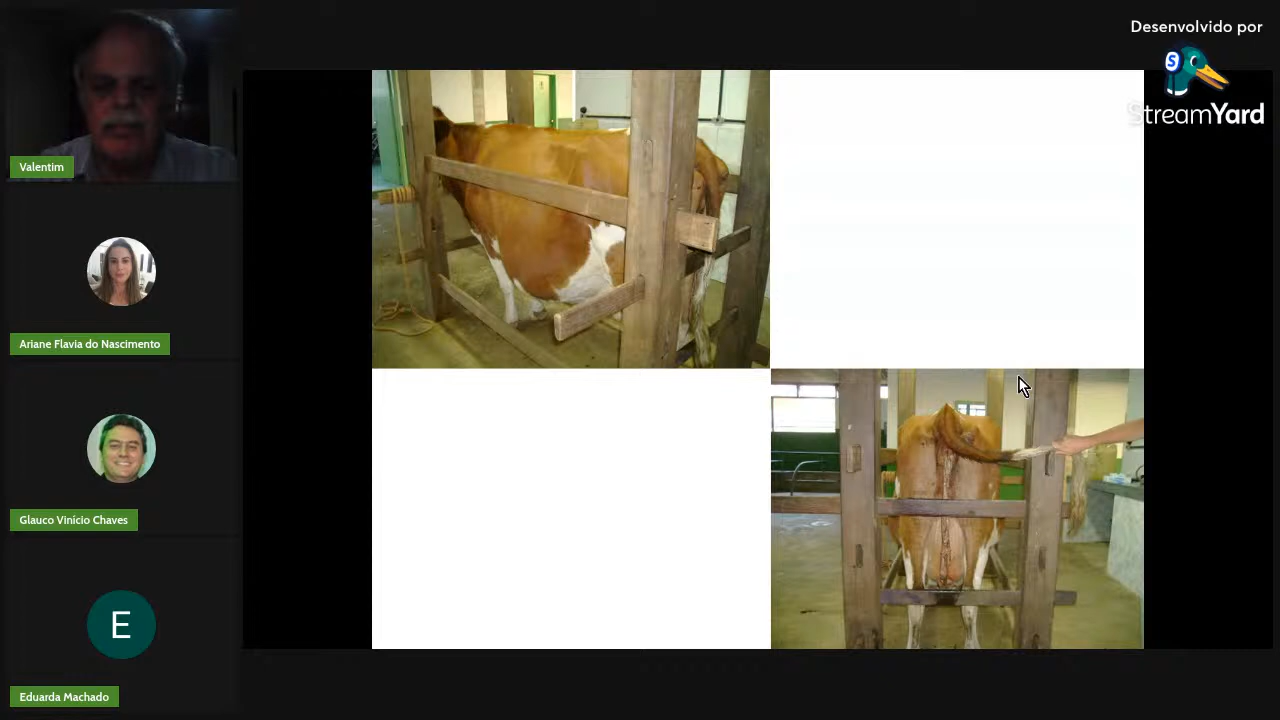 Desenvolvido por
S
StreamYard
Valentim
Ariane Flavia do Nascimento
Glauco Vinício Chaves
E
Eduarda Machado